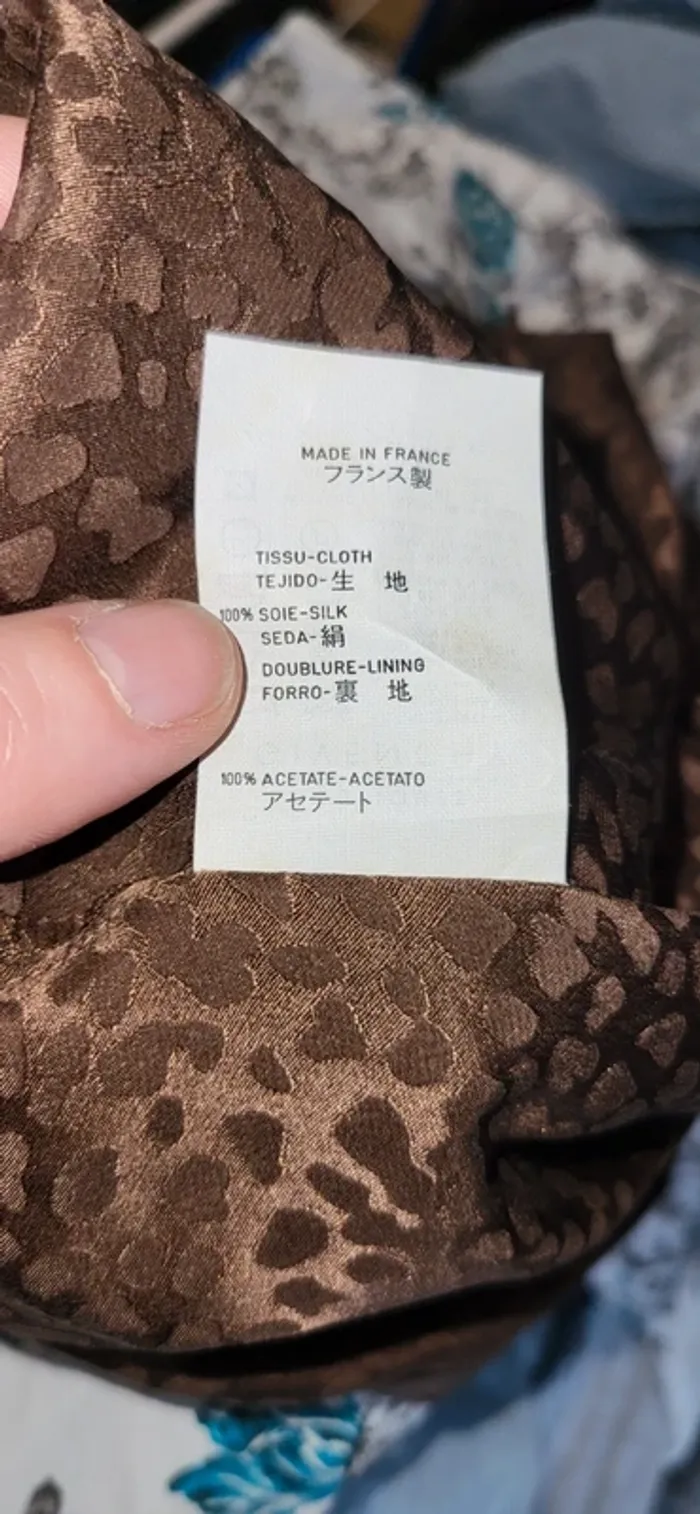 MADE IN FRANCE
フランス製
TISSU-CLOTH
TEJIDO-生 地
100% SOIE-SILK
SEDA-絹
DOUBLURE-LINING
FORRO-裏 地
100% ACETATE-ACETATO
アセテート